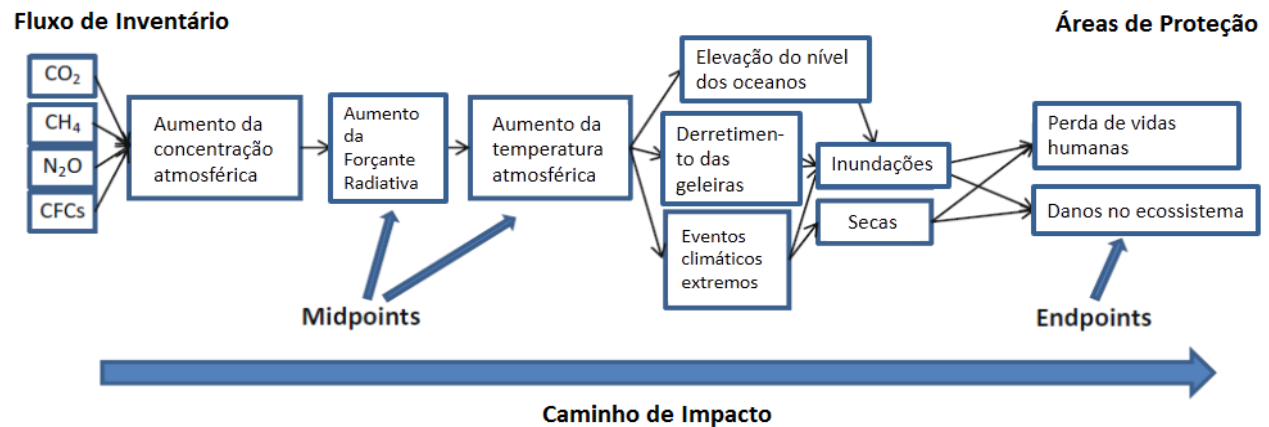 Fluxo de Inventário
Áreas de Proteção
CO₂
CH₄
N₂O
CFCs
Aumento da
concentração
atmosférica
Aumento
da
Forçante
Radiativa
Aumento da
temperatura
atmosférica
Elevação do nível
dos oceanos
Derretimen-
to das
geleiras
Eventos
climáticos
extremos
Inundações
Secas
Perda de vidas
humanas
Danos no ecossistema
Midpoints
Endpoints
Caminho de Impacto